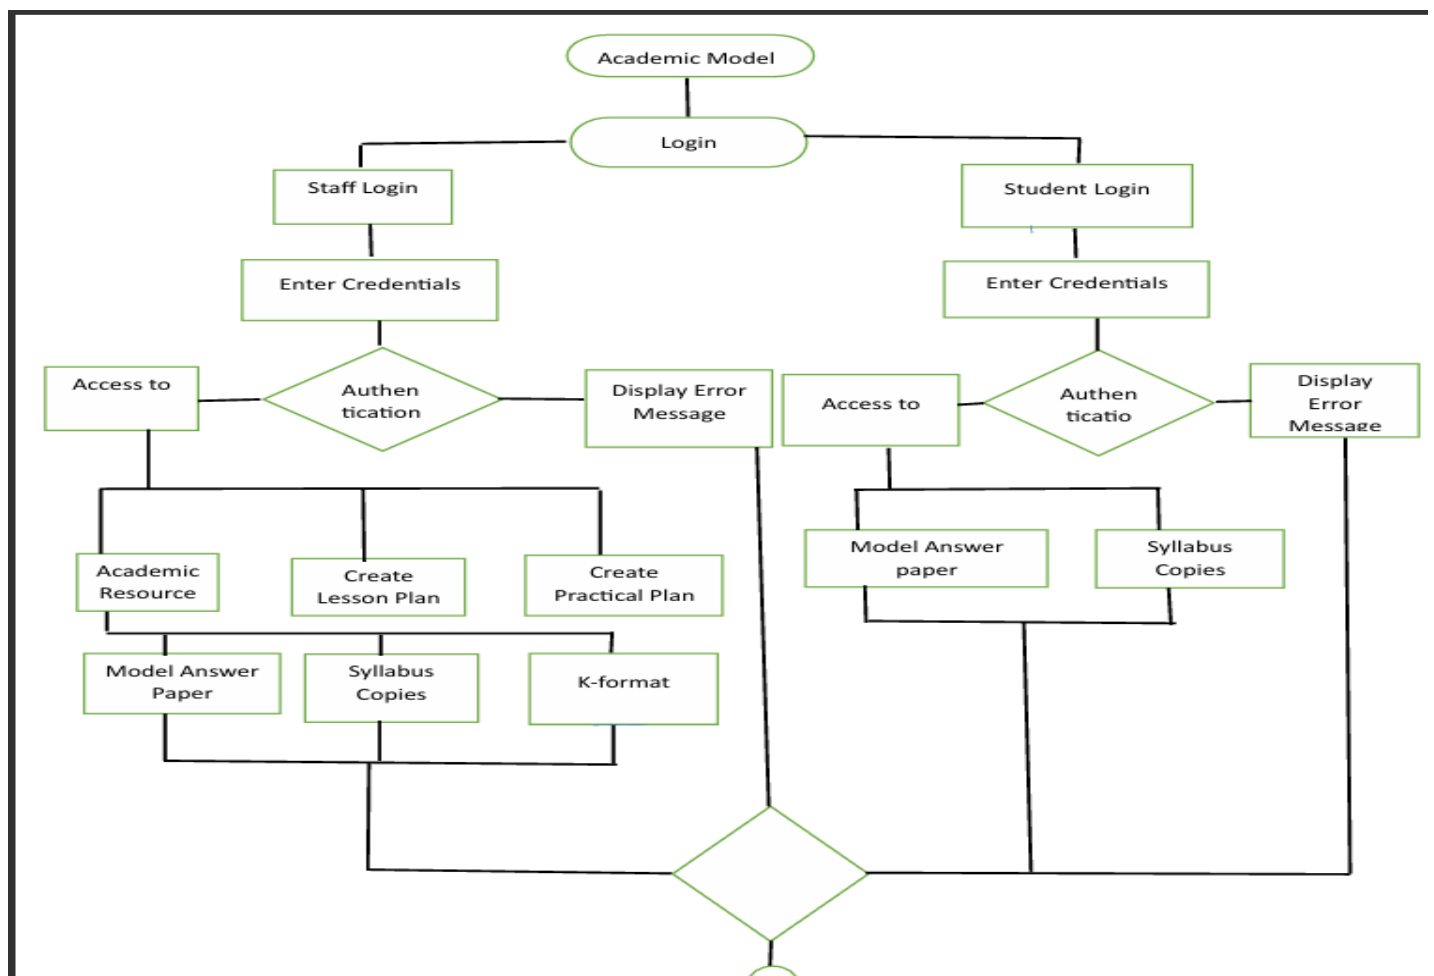 Academic Model
Login
Staff Login
Student Login
Enter Credentials
Enter Credentials
Access to
Authen
tication
Display Error
Message
Access to
Authen
ticatio
Display
Error
Message
Academic
Resource
Create
Lesson Plan
Create
Practical Plan
Model Answer
paper
Syllabus
Copies
Model Answer
Paper
Syllabus
Copies
K-format